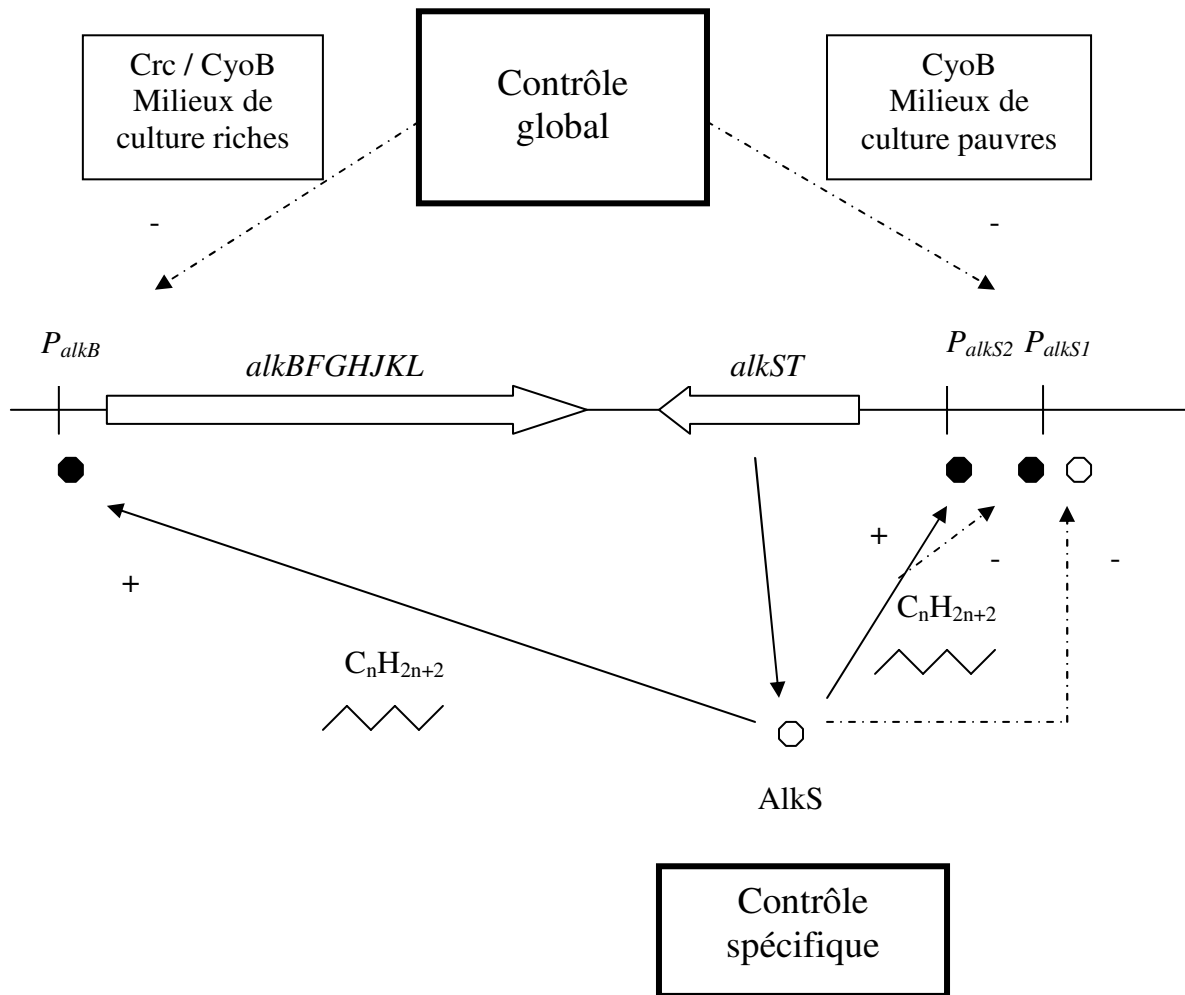 Crc / CyoB
Milieux de
culture riches
Contrôle
global
CyoB
Milieux de
culture pauvres
-
-
PalkB
alkBFGHJKL
alkST
PalkS2 PalkS1
+
+
-
-
CnH2n+2
CnH2n+2
AlkS
Contrôle
spécifique